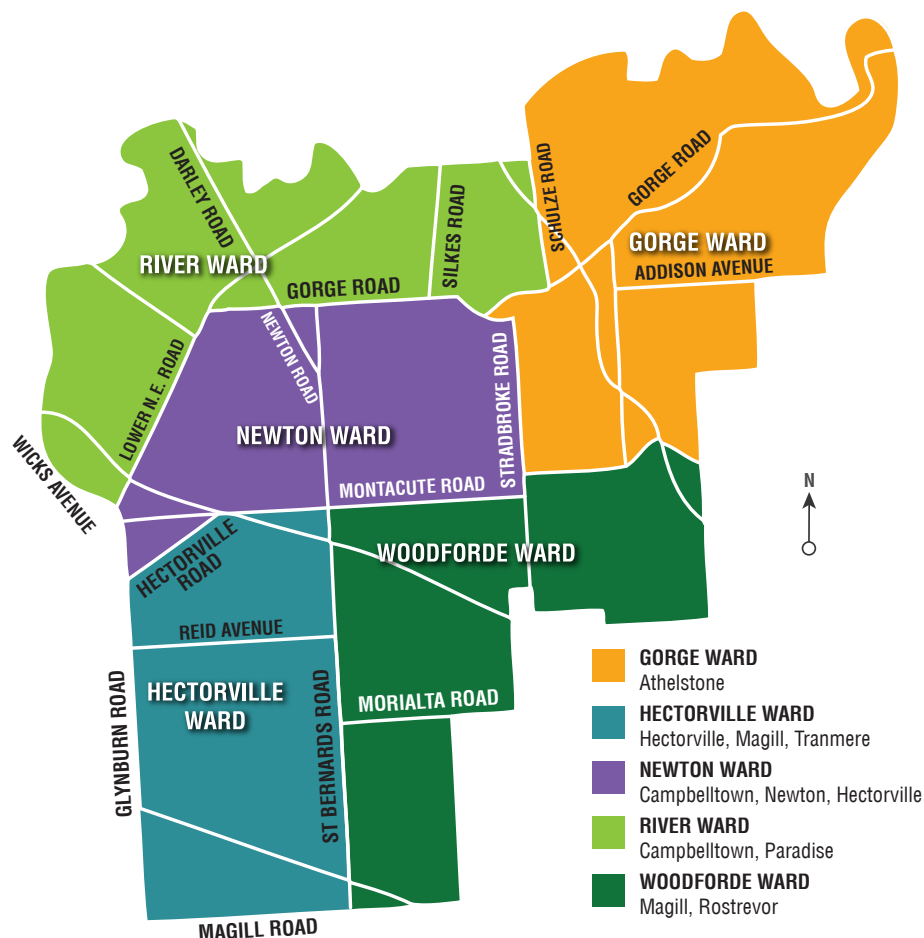 DARLEY ROAD
RIVER WARD
GORGE ROAD
SILKES ROAD
SCHULZE ROAD
GORGE ROAD
GORGE WARD
ADDISON AVENUE
LOWER N.E. ROAD
NEWTON ROAD
NEWTON WARD
STRADBROKE ROAD
WICKS AVENUE
MONTACUTE ROAD
N
HECTORVILLE
ROAD
WOODFORDE WARD
REID AVENUE
GLYNBURN ROAD
HECTORVILLE
WARD
ST BERNARDS ROAD
MORIALTA ROAD
MAGILL ROAD
GORGE WARD
Athelstone
HECTORVILLE WARD
Hectorville, Magill, Tranmere
NEWTON WARD
Campbelltown, Newton, Hectorville
RIVER WARD
Campbelltown, Paradise
WOODFORDE WARD
Magill, Rostrevor